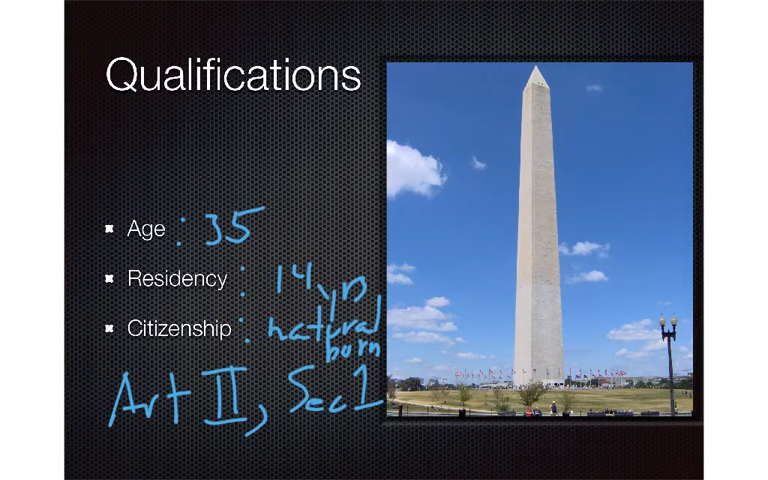 Qualifications
Age : 35
Residency : 14 yrs
Citizenship : natural born
Art II, Sec 1